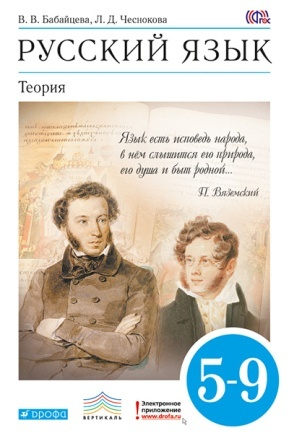 В. В. Бабайцева, Л. Д. Чеснокова
ФГОС
РУССКИЙ ЯЗЫК
Теория
Язык есть исповедь народа,
в нём слышится его природа,
его душа и быт родной...
П. Вяземский
5-9
дрофа
ВЕРТИКАЛЬ
! Электронное
приложение
www.drofa.ru